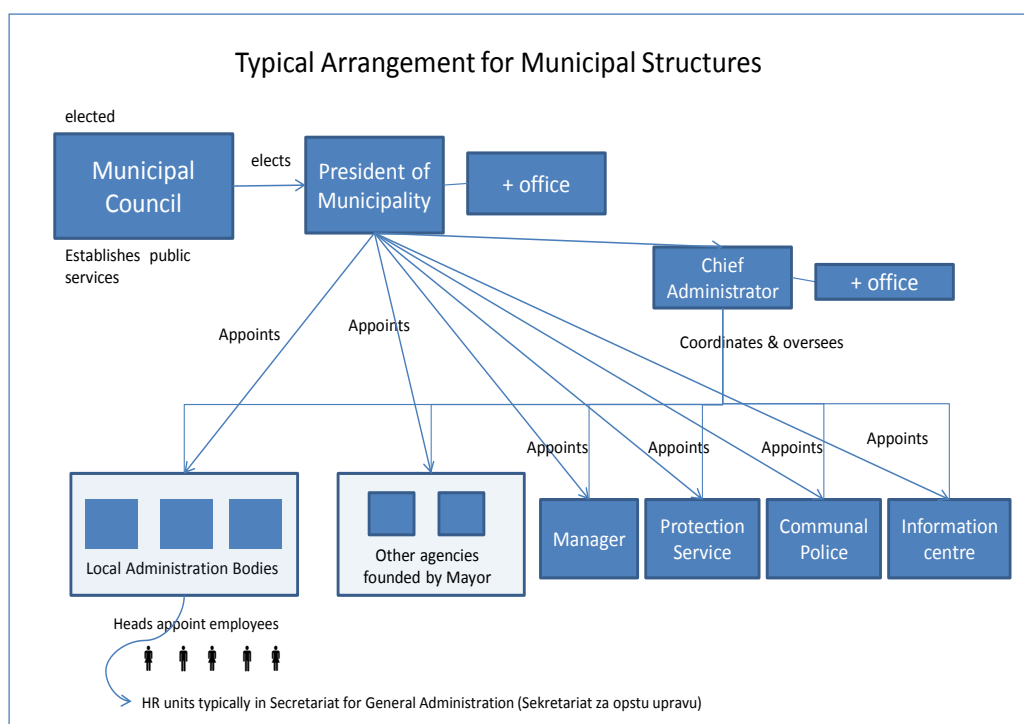 Typical Arrangement for Municipal Structures
elected
Municipal
Council
elects
President of
Municipality
+ office
Establishes public
services
Chief
Administrator
+ office
Appoints
Appoints
Coordinates & oversees
Appoints
Appoints
Appoints
Appoints
Local Administration Bodies
Other agencies
founded by Mayor
Manager
Protection
Service
Communal
Police
Information
centre
Heads appoint employees
HR units typically in Secretariat for General Administration (Sekretariat za opstu upravu)